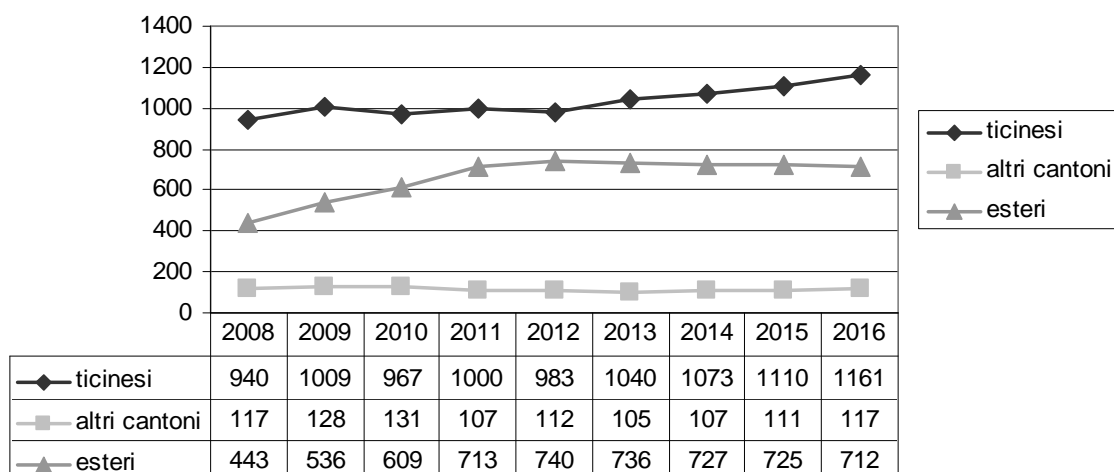 1400
1200
1000
800
600
400
200
0
ticinesi
altri cantoni
esteri
2008 2009 2010 2011 2012 2013 2014 2015 2016
ticinesi 940 1009 967 1000 983 1040 1073 1110 1161
altri cantoni 117 128 131 107 112 105 107 111 117
esteri 443 536 609 713 740 736 727 725 712